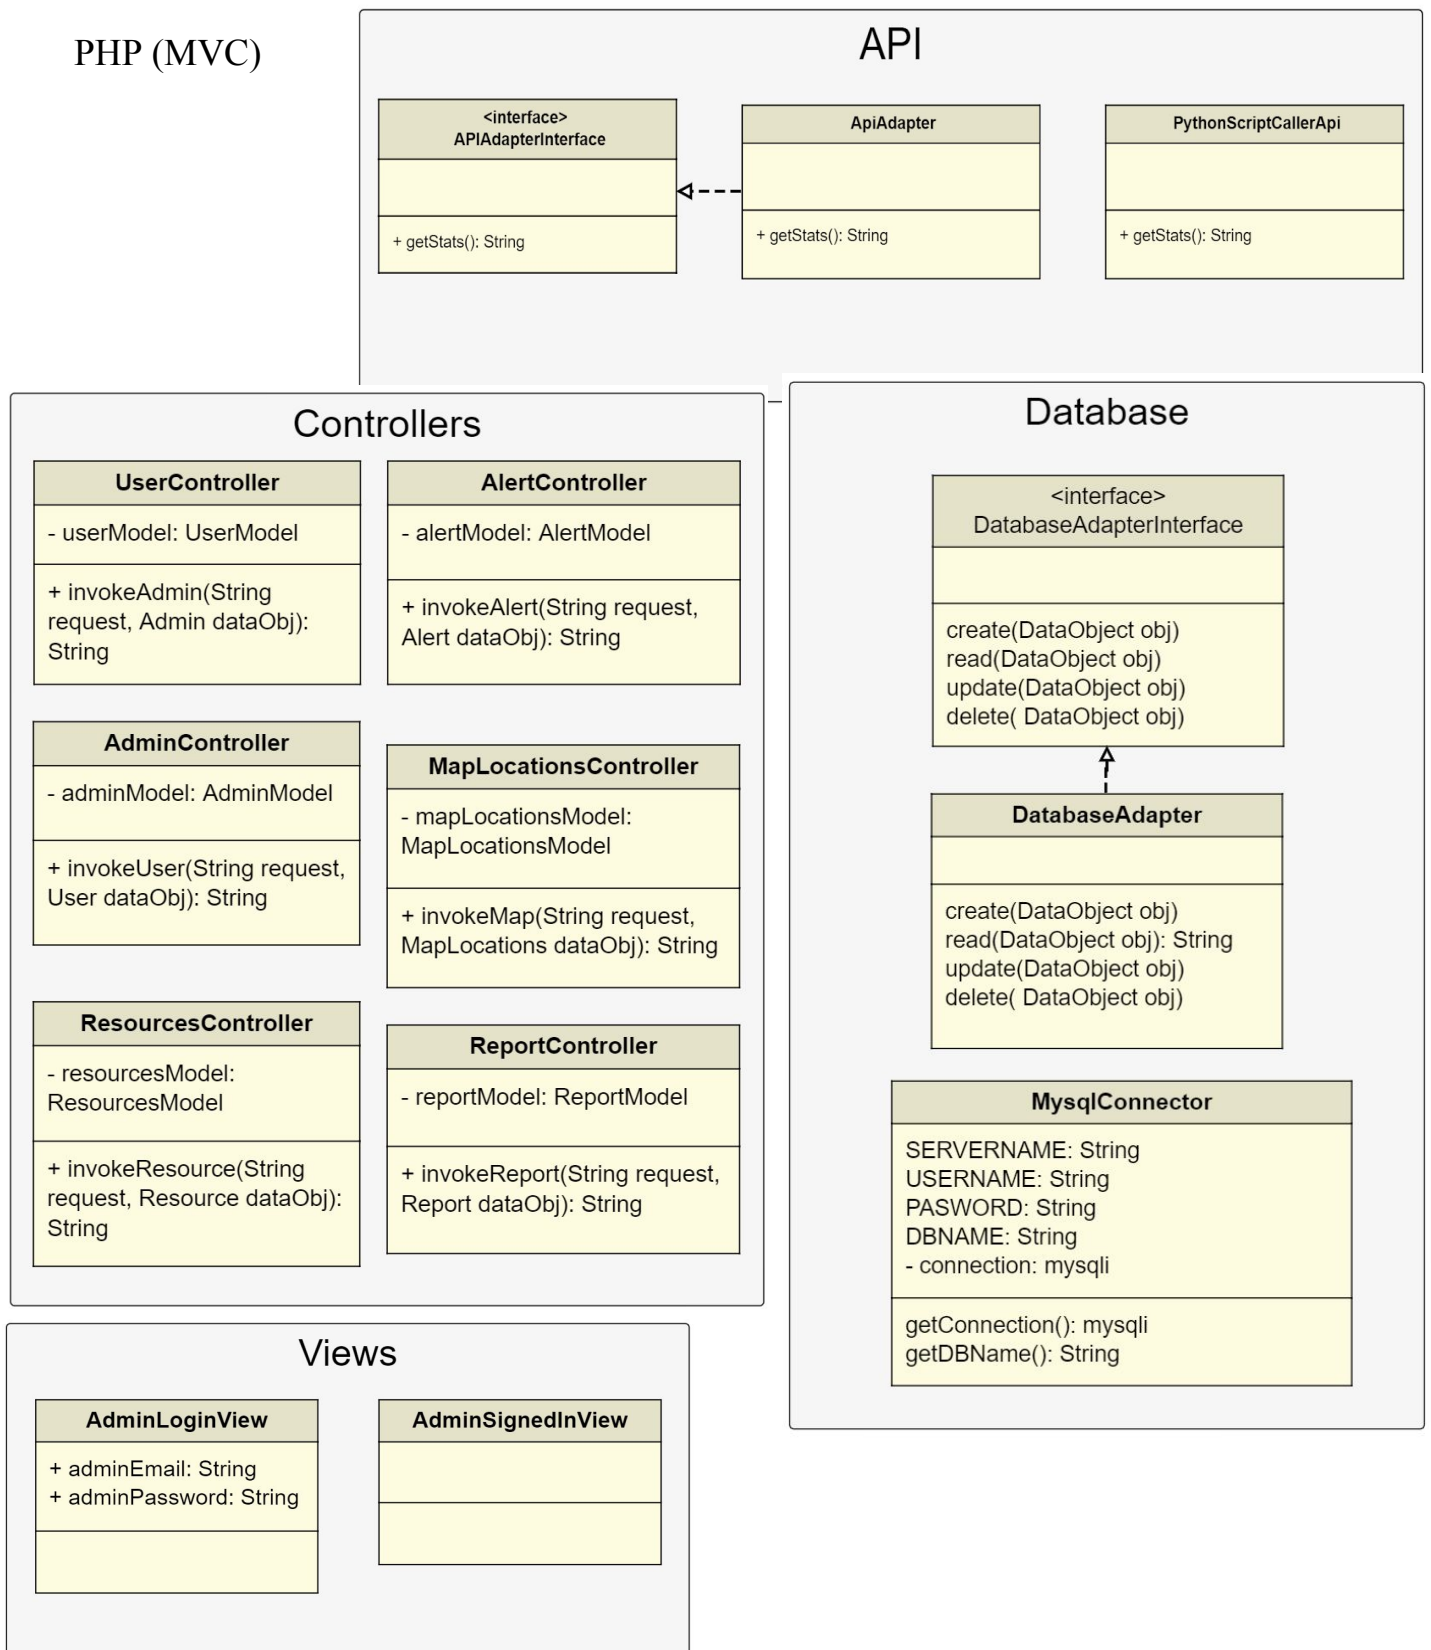 PHP (MVC)
API
<interface>
APIAdapterInterface
+ getStats(): String
ApiAdapter
+ getStats(): String
PythonScriptCallerApi
+ getStats(): String
Controllers
UserController
- userModel: UserModel
+ invokeAdmin(String
request, Admin dataObj):
String
AlertController
- alertModel: AlertModel
+ invokeAlert(String request,
Alert dataObj): String
AdminController
- adminModel: AdminModel
+ invokeUser(String request,
User dataObj): String
MapLocationsController
- mapLocationsModel:
MapLocationsModel
+ invokeMap(String request,
MapLocations dataObj): String
ResourcesController
- resourcesModel:
ResourcesModel
+ invokeResource(String
request, Resource dataObj):
String
ReportController
- reportModel: ReportModel
+ invokeReport(String request,
Report dataObj): String
Database
<interface>
DatabaseAdapterInterface
create(DataObject obj)
read(DataObject obj)
update(DataObject obj)
delete( DataObject obj)
DatabaseAdapter
create(DataObject obj)
read(DataObject obj): String
update(DataObject obj)
delete( DataObject obj)
MysqlConnector
SERVERNAME: String
USERNAME: String
PASWORD: String
DBNAME: String
- connection: mysqli
getConnection(): mysqli
getDBName(): String
Views
AdminLoginView
+ adminEmail: String
+ adminPassword: String
AdminSignedInView